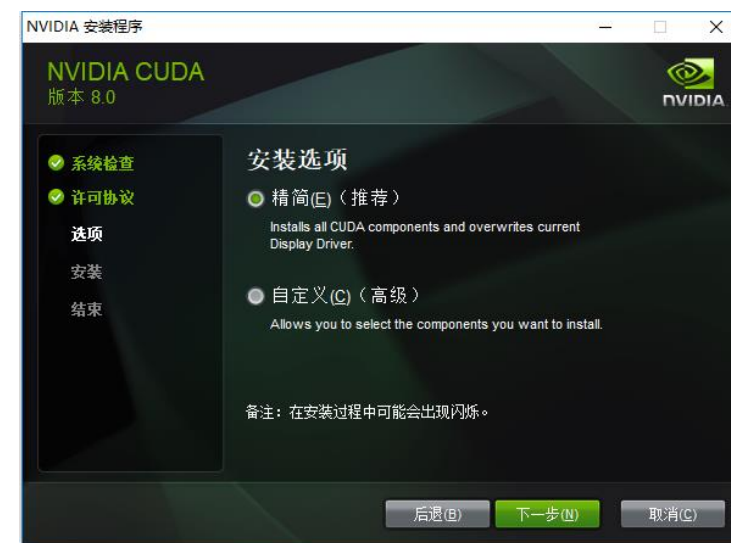 NVIDIA 安装程序
NVIDIA CUDA
版本 8.0
NVIDIA.
系统检查
许可协议
选项
安装
结束
安装选项
精简(E)（推荐）
Installs all CUDA components and overwrites current
Display Driver.
自定义(C)（高级）
Allows you to select the components you want to install.
备注：在安装过程中可能会出现闪烁。
后退(B)
下一步(N)
取消(C)